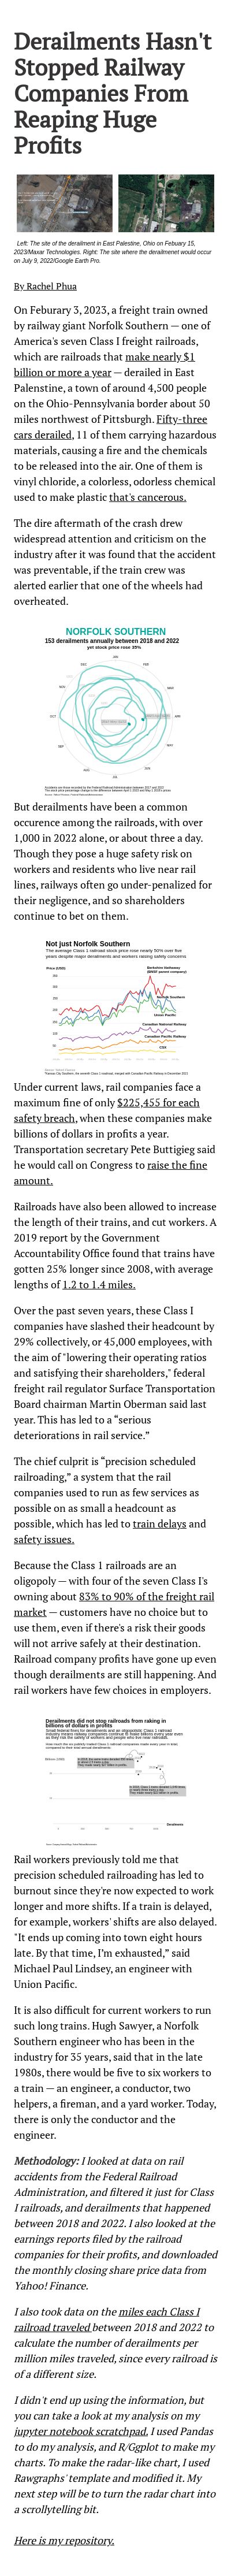 Derailments Hasn't
Stopped Railway
Companies From
Reaping Huge
Profits
Left: The site of the derailment in East Palestine, Ohio on Febuary 15,
2023/Maxar Technologies. Right: The site where the derailmenet would occur
on July 9, 2022/Google Earth Pro.
By Rachel Phua
On Feburary 3, 2023, a freight train owned
by railway giant Norfolk Southern — one of
America's seven Class I freight railroads,
which are railroads that make nearly $1
billion or more a year — derailed in East
Palenstine, a town of around 4,500 people
on the Ohio-Pennsylvania border about 50
miles northwest of Pittsburgh. Fifty-three
cars derailed, 11 of them carrying hazardous
materials, causing a fire and the chemicals
to be released into the air. One of them is
vinyl chloride, a colorless, odorless chemical
used to make plastic that's cancerous.
The dire aftermath of the crash drew
widespread attention and criticism on the
industry after it was found that the accident
was preventable, if the train crew was
alerted earlier that one of the wheels had
overheated.
NORFOLK SOUTHERN
153 derailments annually between 2018 and 2022
yet stock price rose 35%
JAN
DEC
FEB
NOV
MAR
OCT
APR
SEP
MAY
AUG
JUN
JUL
But derailments have been a common
occurence among the railroads, with over
1,000 in 2022 alone, or about three a day.
Though they pose a huge safety risk on
workers and residents who live near rail
lines, railways often go under-penalized for
their negligence, and so shareholders
continue to bet on them.
Not just Norfolk Southern
The average Class 1 railroad stock price rose nearly 50% over five
years despite major derailments and workers raising safety concerns
Price (USD)
Berkshire Hathaway
(BNSF parent company)
Norfolk Southern
Union Pacific
Canadian National Railway
Canadian Pacific Railway
CSX
Under current laws, rail companies face a
maximum fine of only $225,455 for each
safety breach, when these companies make
billions of dollars in profits a year.
Transportation secretary Pete Buttigieg said
he would call on Congress to raise the fine
amount.
Railroads have also been allowed to increase
the length of their trains, and cut workers. A
2019 report by the Government
Accountability Office found that trains have
gotten 25% longer since 2008, with average
lengths of 1.2 to 1.4 miles.
Over the past seven years, these Class I
companies have slashed their headcount by
29% collectively, or 45,000 employees, with
the aim of "lowering their operating ratios
and satisfying their shareholders," federal
freight rail regulator Surface Transportation
Board chairman Martin Oberman said last
year. This has led to a “serious
deteriorations in rail service.”
The chief culprit is “precision scheduled
railroading,” a system that the rail
companies used to run as few services as
possible on as small a headcount as
possible, which has led to train delays and
safety issues.
Because the Class 1 railroads are an
oligopoly — with four of the seven Class I's
owning about 83% to 90% of the freight rail
market — customers have no choice but to
use them, even if there's a risk their goods
will not arrive safely at their destination.
Railroad company profits have gone up even
though derailments are still happening. And
rail workers have few choices in employers.
Derailments did not stop railroads from raking in
billions of dollars in profits
Derailments
Rail workers previously told me that
precision scheduled railroading has led to
burnout since they're now expected to work
longer and more shifts. If a train is delayed,
for example, workers' shifts are also delayed.
"It ends up coming into town eight hours
late. By that time, I’m exhausted,” said
Michael Paul Lindsey, an engineer with
Union Pacific.
It is also difficult for current workers to run
such long trains. Hugh Sawyer, a Norfolk
Southern engineer who has been in the
industry for 35 years, said that in the late
1980s, there would be five to six workers to
a train — an engineer, a conductor, two
helpers, a fireman, and a yard worker. Today,
there is only the conductor and the
engineer.
Methodology: I looked at data on rail
accidents from the Federal Railroad
Administration, and filtered it just for Class
I railroads, and derailments that happened
between 2018 and 2022. I also looked at the
earnings reports filed by the railroad
companies for their profits, and downloaded
the monthly closing share price data from
Yahoo! Finance.
I also took data on the miles each Class I
railroad traveled between 2018 and 2022 to
calculate the number of derailments per
million miles traveled, since every railroad is
of a different size.
I didn't end up using the information, but
you can take a look at my analysis on my
jupyter notebook scratchpad. I used Pandas
to do my analysis, and R/Ggplot to make my
charts. To make the radar-like chart, I used
Rawgraphs' template and modified it. My
next step will be to turn the radar chart into
a scrollytelling bit.
Here is my repository.